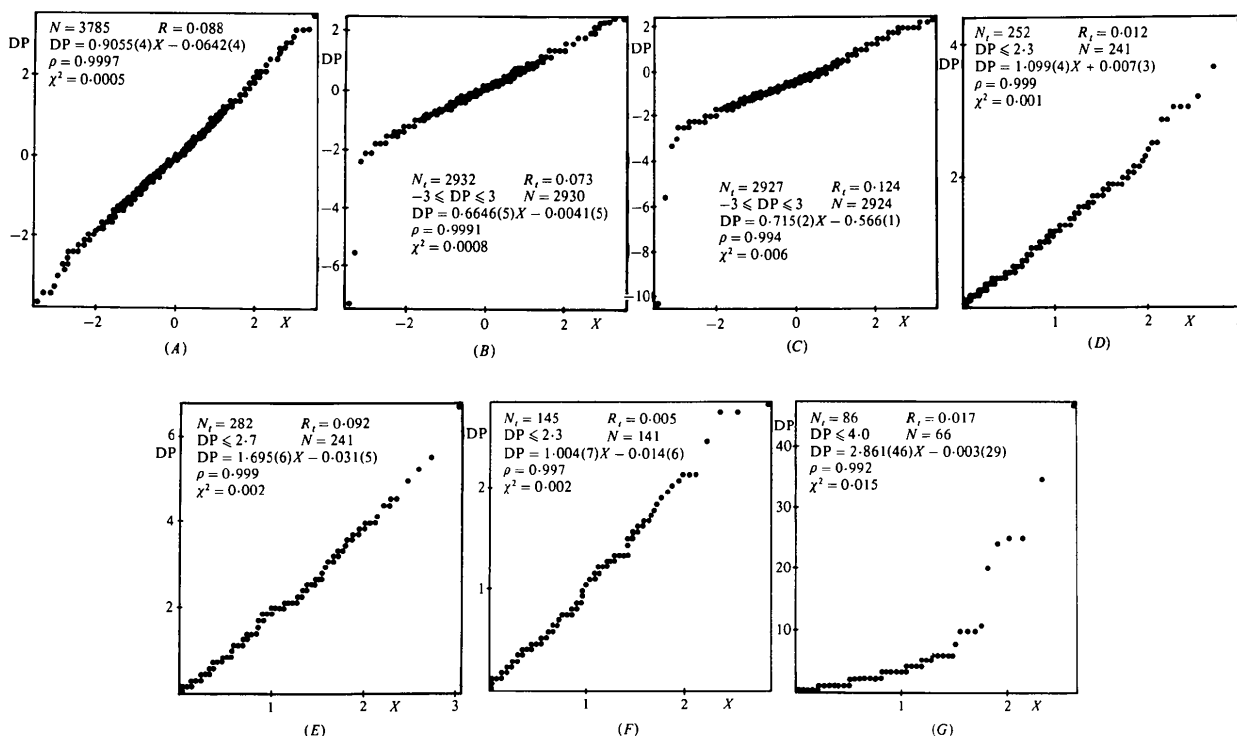 N = 3785 R = 0·088
DP = 0·9055(4)X − 0·0642(4)
ρ = 0·9997
χ² = 0·0005
DP
2
0
−2
−2 0 2 X
(A)
2
DP
0
−2
−4
−6
N_t = 2932 R_t = 0·073
−3 ⩽ DP ⩽ 3 N = 2930
DP = 0·6646(5)X − 0·0041(5)
ρ = 0·9991
χ² = 0·0008
−2 0 2 X
(B)
2
DP
0
−2
−4
−6
−8
−10
N_t = 2927 R_t = 0·124
−3 ⩽ DP ⩽ 3 N = 2924
DP = 0·715(2)X − 0·566(1)
ρ = 0·994
χ² = 0·006
−2 0 2 X
(C)
N_t = 252 R_t = 0·012
DP ⩽ 2·3 N = 241
DP = 1·099(4)X + 0·007(3)
ρ = 0·999
χ² = 0·001
4
DP
2
1 2 X
(D)
N_t = 282 R_t = 0·092
DP ⩽ 2·7 N = 241
DP = 1·695(6)X − 0·031(5)
ρ = 0·999
χ² = 0·002
6
DP
4
2
1 2 X 3
(E)
N_t = 145 R_t = 0·005
DP ⩽ 2·3 N = 141
DP = 1·004(7)X − 0·014(6)
ρ = 0·997
χ² = 0·002
DP
2
1
1 2 X
(F)
N_t = 86 R_t = 0·017
DP ⩽ 4·0 N = 66
DP = 2·861(46)X − 0·003(29)
ρ = 0·992
χ² = 0·015
DP
40
30
20
10
1 2 X
(G)